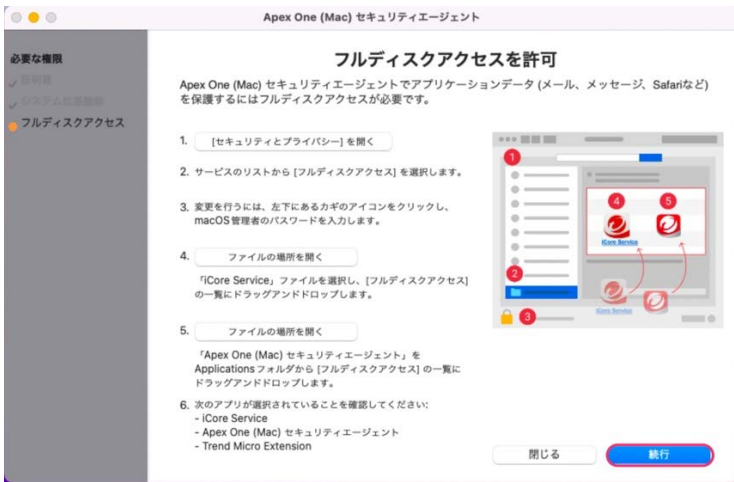 Apex One (Mac) セキュリティエージェント
必要な権限
証明書
システム拡張機能
フルディスクアクセス
フルディスクアクセスを許可
Apex One (Mac) セキュリティエージェントでアプリケーションデータ (メール、メッセージ、Safariなど)
を保護するにはフルディスクアクセスが必要です。
1. [セキュリティとプライバシー] を開く
2. サービスのリストから [フルディスクアクセス] を選択します。
3. 変更を行うには、左下にあるカギのアイコンをクリックし、
macOS 管理者のパスワードを入力します。
4. ファイルの場所を開く
「iCore Service」ファイルを選択し、[フルディスクアクセス]
の一覧にドラッグアンドドロップします。
5. ファイルの場所を開く
「Apex One (Mac) セキュリティエージェント」を
Applications フォルダから [フルディスクアクセス] の一覧に
ドラッグアンドドロップします。
6. 次のアプリが選択されていることを確認してください:
- iCore Service
- Apex One (Mac) セキュリティエージェント
- Trend Micro Extension
1
4
5
iCore Service
2
iCore Service
3
閉じる
続行